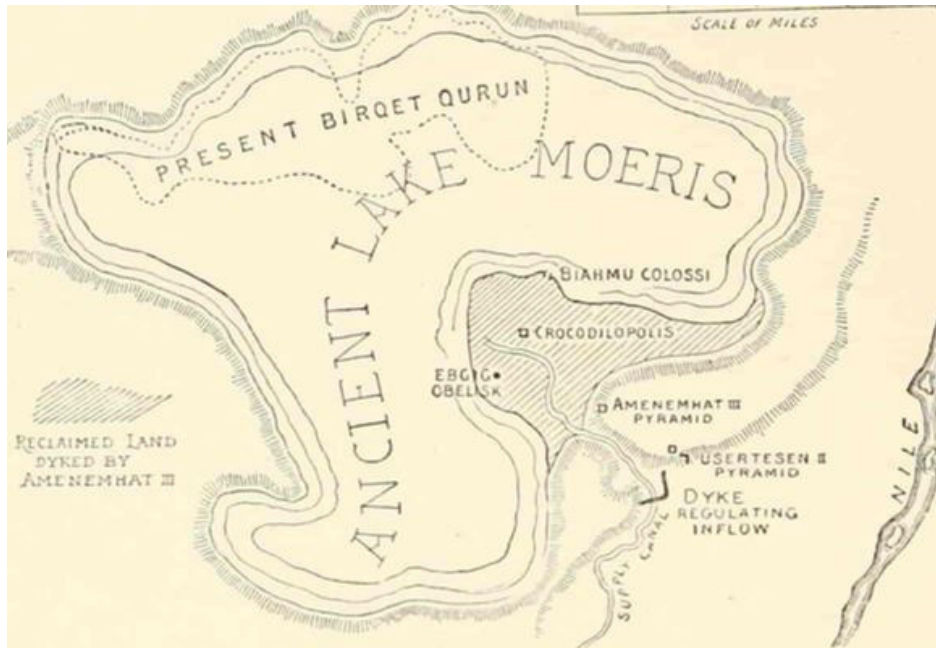 SCALE OF MILES
PRESENT BIRQET QURUN
ANCIENT LAKE MOERIS
BIAHMU COLOSSI
CROCODILOPOLIS
EBGIG
OBELISK
AMENEMHAT III
PYRAMID
USERTESEN II
PYRAMID
DYKE
REGULATING
INFLOW
SUPPLY CANAL
NILE
RECLAIMED LAND
DYKED BY
AMENEMHAT III